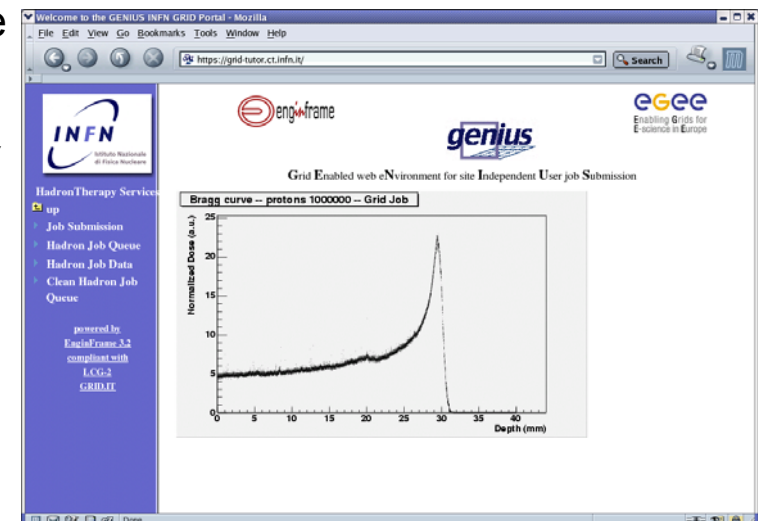 e
Welcome to the GENIUS INFN GRID Portal - Mozilla
File Edit View Go Bookmarks Tools Window Help
https://grid-tutor.ct.infn.it/
Search
INFN
Istituto Nazionale
di Fisica Nucleare
enginframe
genius
eGee
Enabling Grids for
E-science in Europe
Grid Enabled web eNvironment for site Independent User job Submission
HadronTherapy Services
up
Job Submission
Hadron Job Queue
Hadron Job Data
Clean Hadron Job
Queue
powered by
EnginFrame 3.2
compliant with
LCG-2
GRID.IT
Bragg curve -- protons 1000000 -- Grid Job
Normalized Dose (a.u.)
25
20
15
10
5
0
0 5 10 15 20 25 30 35 40
Depth (mm)
Done